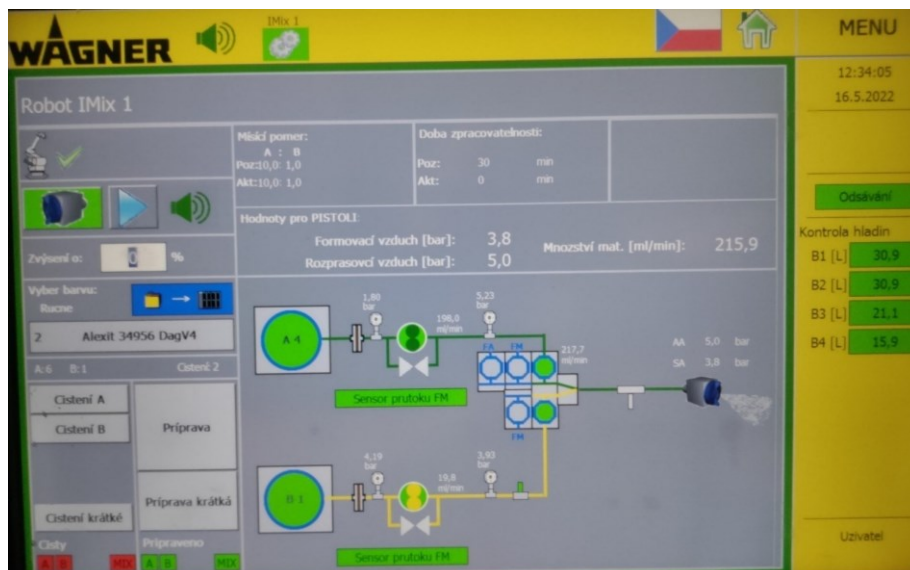 WAGNER
IMix 1
MENU
12:34:05
16.5.2022
Robot IMix 1
Mísící pomer:
A : B
Poz:10,0: 1,0
Akt:10,0: 1,0
Doba zpracovatelnosti:
Poz: 30 min
Akt: 0 min
Odsávání
Hodnoty pro PISTOLI:
Formovací vzduch [bar]: 3,8
Rozprasovcí vzduch [bar]: 5,0
Mnozství mat. [ml/min]: 215,9
Kontrola hladin
B1 [L] 30,9
B2 [L] 30,9
B3 [L] 21,1
B4 [L] 15,9
Zvýsení o: 0 %
Vyber barvu:
Rucne
2 Alexit 34956 DagV4
A:6 B:1 Cistení: 2
Cistení A
Cistení B
Príprava
Cistení krátké
Príprava krátká
Cisty
A B MIX
Pripraveno
A B MIX
A 4
1,80
bar
198,0
ml/min
5,23
bar
FA FM
217,7
ml/min
AA 5,0 bar
SA 3,8 bar
Sensor prutoku FM
FM
B 1
4,19
bar
19,8
ml/min
3,93
bar
Sensor prutoku FM
Uzivatel